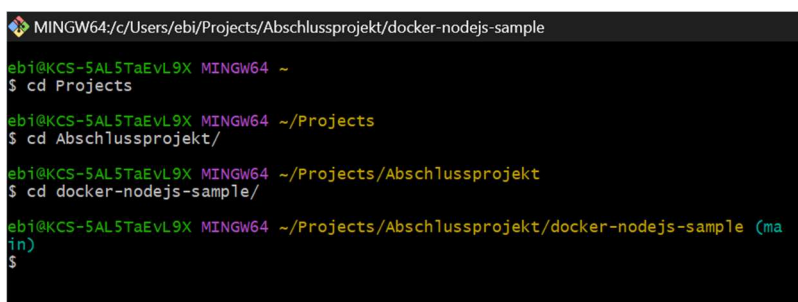 MINGW64:/c/Users/ebi/Projects/Abschlussprojekt/docker-nodejs-sample
ebi@KCS-5AL5TaEvL9X MINGW64 ~
$ cd Projects
ebi@KCS-5AL5TaEvL9X MINGW64 ~/Projects
$ cd Abschlussprojekt/
ebi@KCS-5AL5TaEvL9X MINGW64 ~/Projects/Abschlussprojekt
$ cd docker-nodejs-sample/
ebi@KCS-5AL5TaEvL9X MINGW64 ~/Projects/Abschlussprojekt/docker-nodejs-sample (ma
in)
$